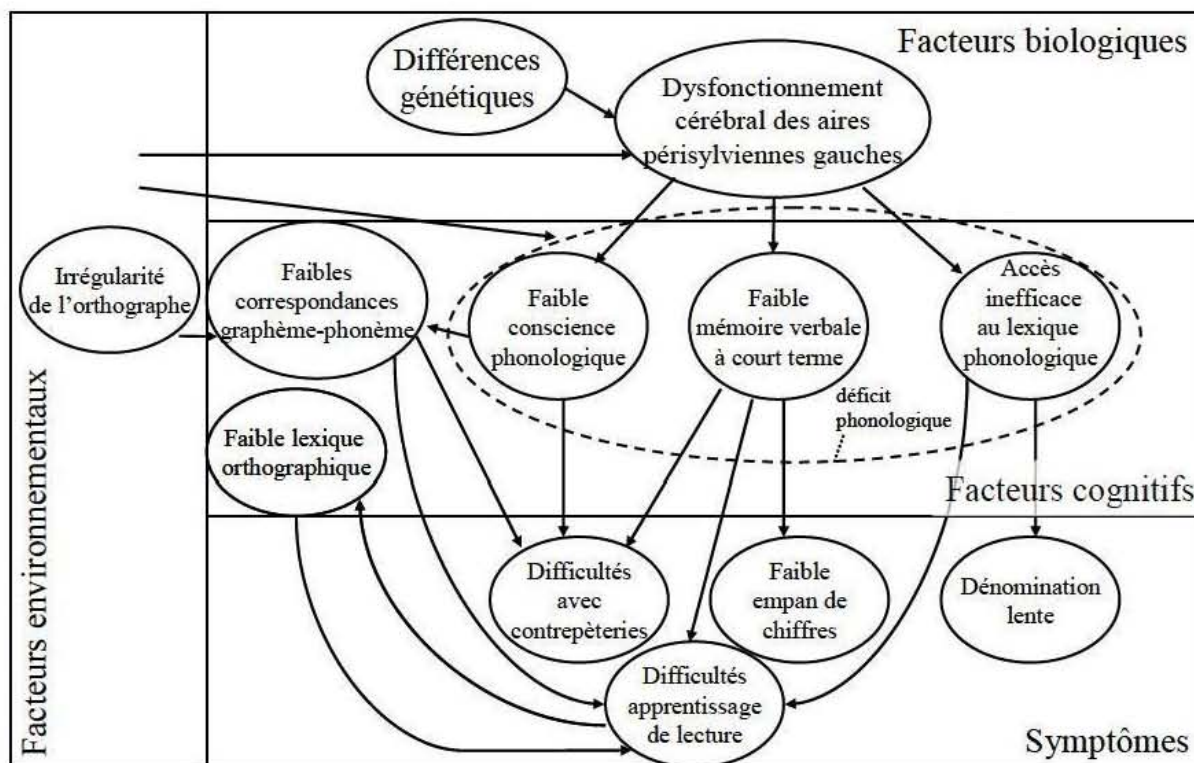 Facteurs biologiques
Différences
génétiques
Dysfonctionnement
cérébral des aires
périsylviennes gauches
Irrégularité
de l'orthographe
Faibles
correspondances
graphème-phonème
Faible
conscience
phonologique
Faible
mémoire verbale
à court terme
Accès
inefficace
au lexique
phonologique
déficit
phonologique
Faible lexique
orthographique
Facteurs cognitifs
Facteurs environnementaux
Difficultés
avec
contrepèteries
Faible
empan de
chiffres
Dénomination
lente
Difficultés
apprentissage
de lecture
Symptômes